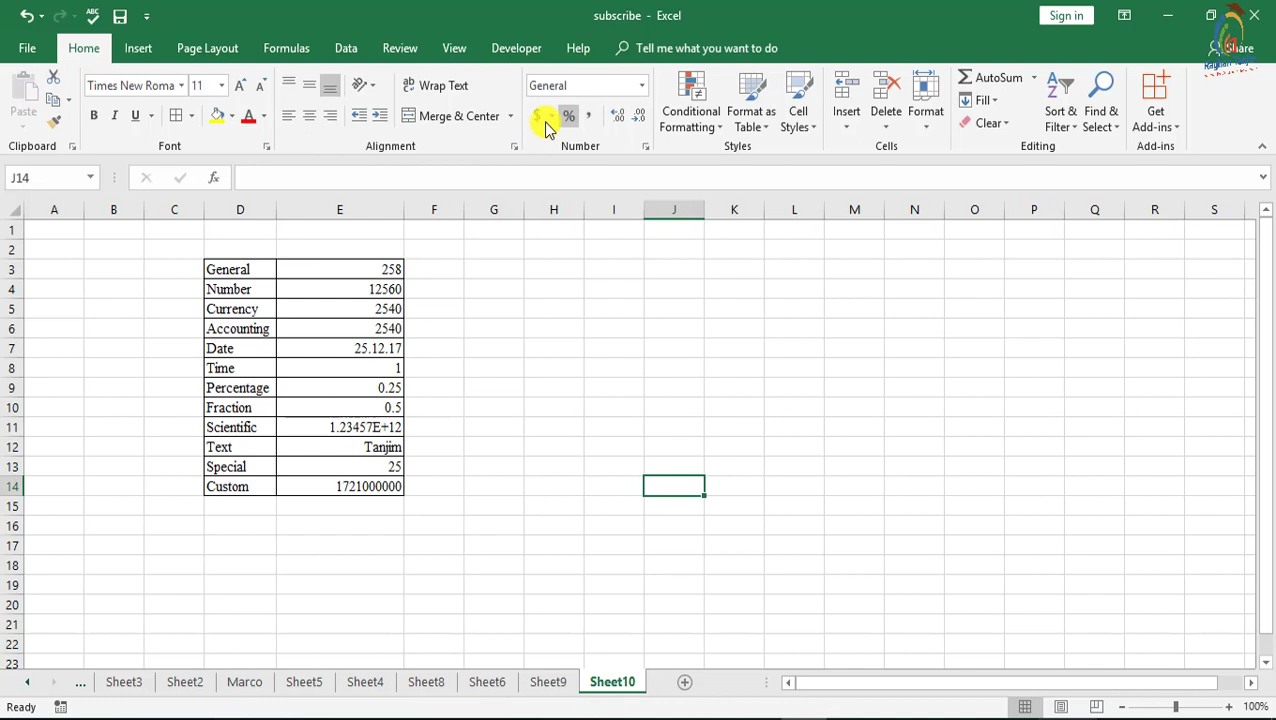 subscribe - Excel
Sign in
File Home Insert Page Layout Formulas Data Review View Developer Help Tell me what you want to do Share
Paste
Times New Roma 11 A A
B I U A
ab Wrap Text
Merge & Center
General
$ % ,
Conditional Formatting
Format as Table
Cell Styles
Insert
Delete
Format
AutoSum
Fill
Clear
Sort & Filter
Find & Select
Get Add-ins
Clipboard Font Alignment Number Styles Cells Editing Add-ins
J14 fx
A B C D E F G H I J K L M N O P Q R S
1
2
3 General 258
4 Number 12560
5 Currency 2540
6 Accounting 2540
7 Date 25.12.17
8 Time 1
9 Percentage 0.25
10 Fraction 0.5
11 Scientific 1.23457E+12
12 Text Tanjim
13 Special 25
14 Custom 1721000000
15
16
17
18
19
20
21
22
23
... Sheet3 Sheet2 Marco Sheet5 Sheet4 Sheet8 Sheet6 Sheet9 Sheet10
Ready 100%